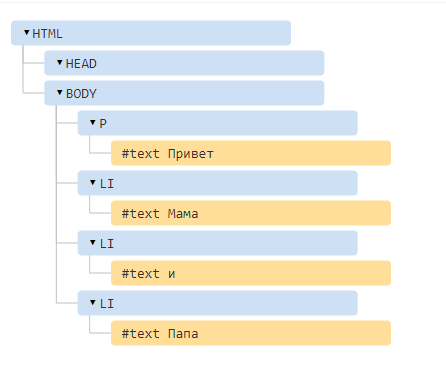 HTML
HEAD
BODY
P
#text Привет
LI
#text Мама
LI
#text и
LI
#text Папа